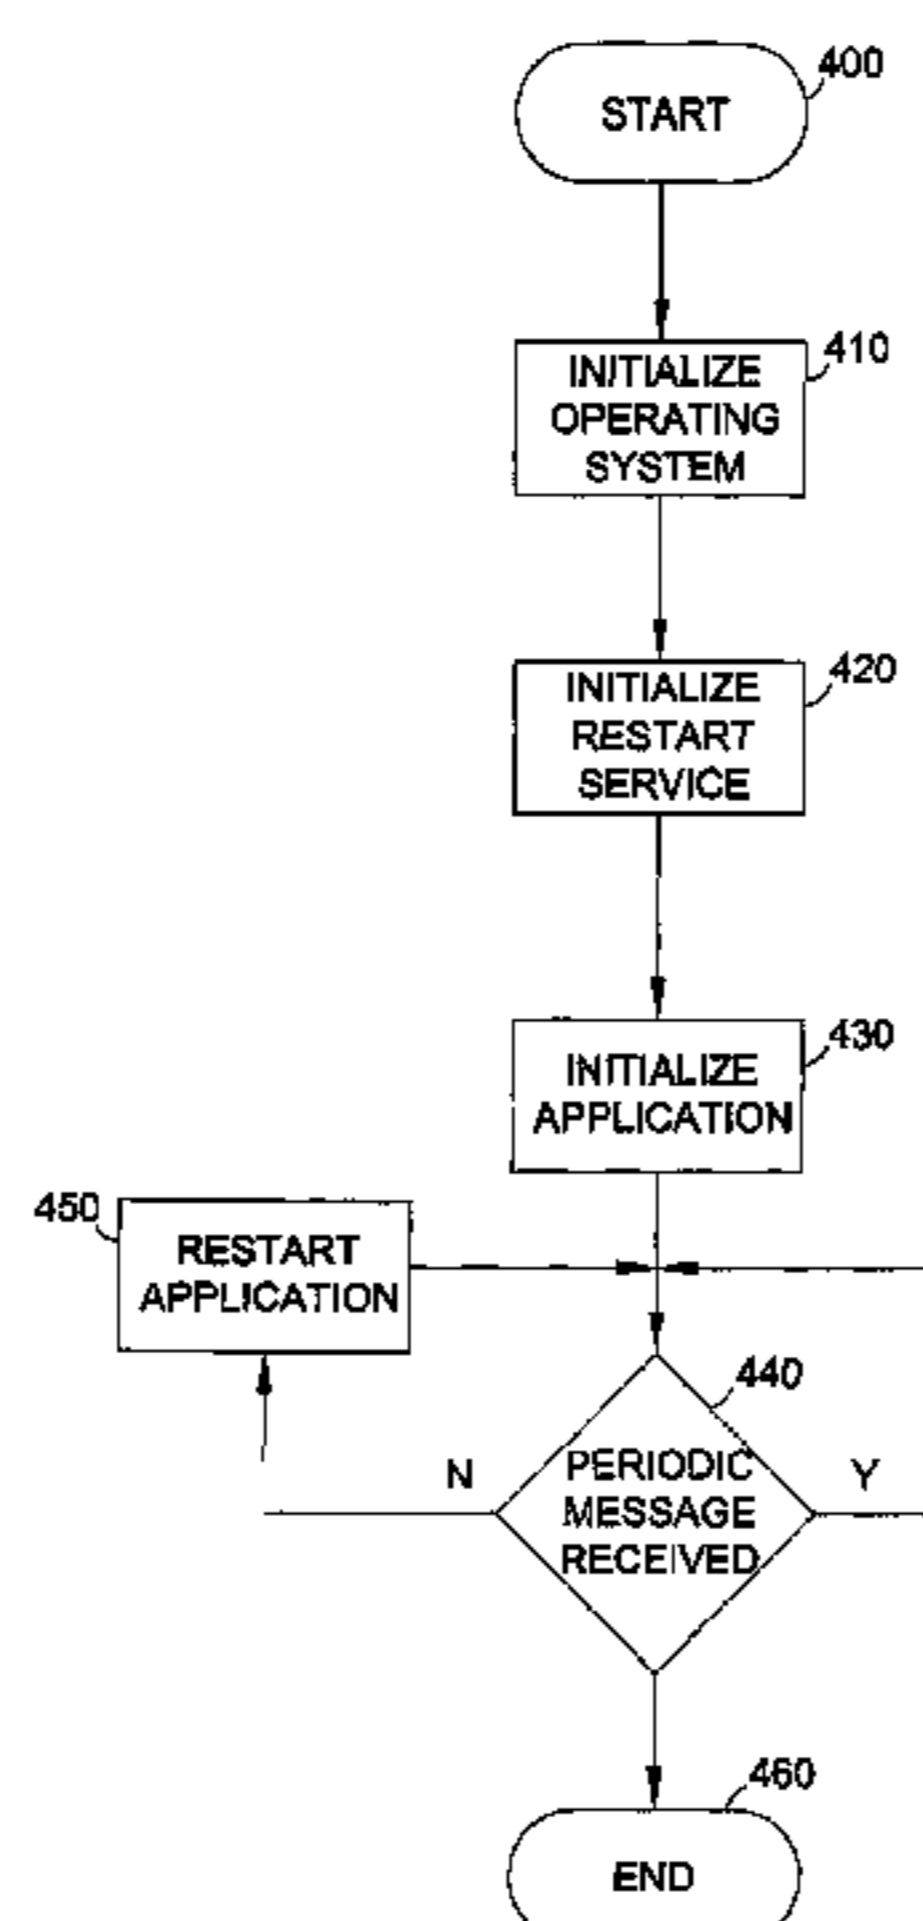 400
START
410
INITIALIZE
OPERATING
SYSTEM
420
INITIALIZE
RESTART
SERVICE
430
INITIALIZE
APPLICATION
450
RESTART
APPLICATION
440
N
PERIODIC
MESSAGE
RECEIVED
Y
460
END